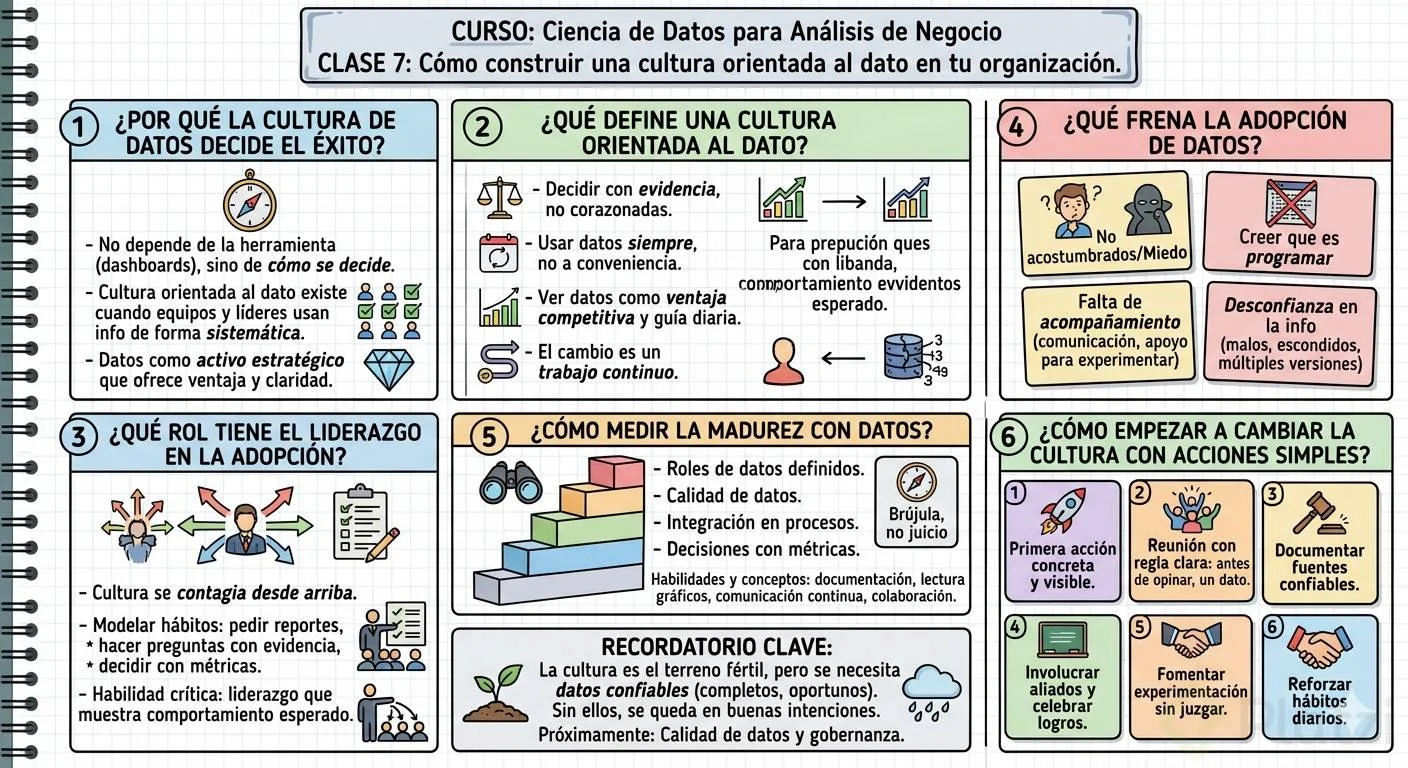 CURSO: Ciencia de Datos para Análisis de Negocio
CLASE 7: Cómo construir una cultura orientada al dato en tu organización.
1
¿POR QUÉ LA CULTURA DE
DATOS DECIDE EL ÉXITO?
- No depende de la herramienta
(dashboards), sino de cómo se decide.
- Cultura orientada al dato existe
cuando equipos y líderes usan
info de forma sistemática.
- Datos como activo estratégico
que ofrece ventaja y claridad.
2
¿QUÉ DEFINE UNA CULTURA
ORIENTADA AL DATO?
- Decidir con evidencia,
no corazonadas.
- Usar datos siempre,
no a conveniencia.
- Ver datos como ventaja
competitiva y guía diaria.
- El cambio es un
trabajo continuo.
Para prepución ques
con libanda,
evvidentos
esperado.
3
3
49
3
3
¿QUÉ ROL TIENE EL LIDERAZGO
EN LA ADOPCIÓN?
- Cultura se contagia desde arriba.
- Modelar hábitos: pedir reportes,
* hacer preguntas con evidencia,
* decidir con métricas.
- Habilidad crítica: liderazgo que
muestra comportamiento esperado.
4
¿QUÉ FRENA LA ADOPCIÓN
DE DATOS?
? ? ?
No
acostumbrados/Miedo
Creer que es
programar
Falta de
acompañamiento
(comunicación, apoyo
para experimentar)
Desconfianza en
la info
(malos, escondidos,
múltiples versiones)
5
¿CÓMO MEDIR LA MADUREZ CON DATOS?
- Roles de datos definidos.
- Calidad de datos.
- Integración en procesos.
- Decisiones con métricas.
Brújula,
no juicio
Habilidades y conceptos: documentación, lectura
gráficos, comunicación continua, colaboración.
RECORDATORIO CLAVE:
La cultura es el terreno fértil, pero se necesita
datos confiables (completos, oportunos).
Sin ellos, se queda en buenas intenciones.
Próximamente: Calidad de datos y gobernanza.
6
¿CÓMO EMPEZAR A CAMBIAR LA
CULTURA CON ACCIONES SIMPLES?
1
Primera acción
concreta
y visible.
2
Reunión con
regla clara: antes
de opinar, un dato.
3
Documentar
fuentes
confiables.
4
Involucrar
aliados y
celebrar
logros.
5
Fomentar
experimentación
sin juzgar.
6
Reforzar
hábitos
diarios.
Platzi